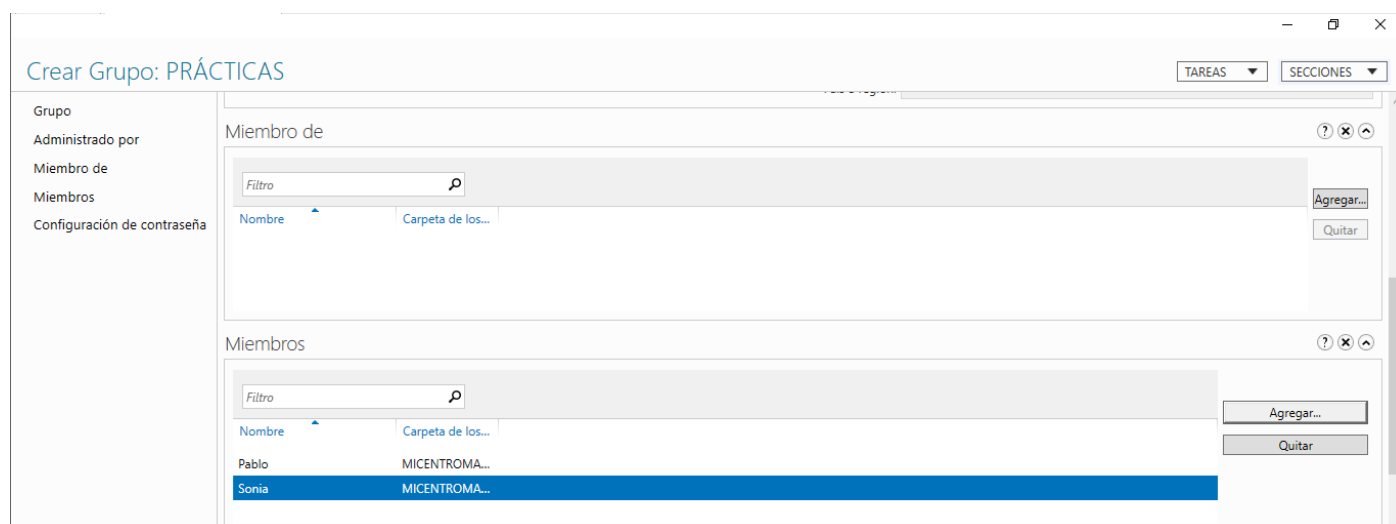 Crear Grupo: PRÁCTICAS
TAREAS
SECCIONES
Grupo
Administrado por
Miembro de
Miembros
Configuración de contraseña
Miembro de
Filtro
Nombre Carpeta de los...
Agregar...
Quitar
Miembros
Filtro
Nombre Carpeta de los...
Pablo MICENTROMA...
Sonia MICENTROMA...
Agregar...
Quitar